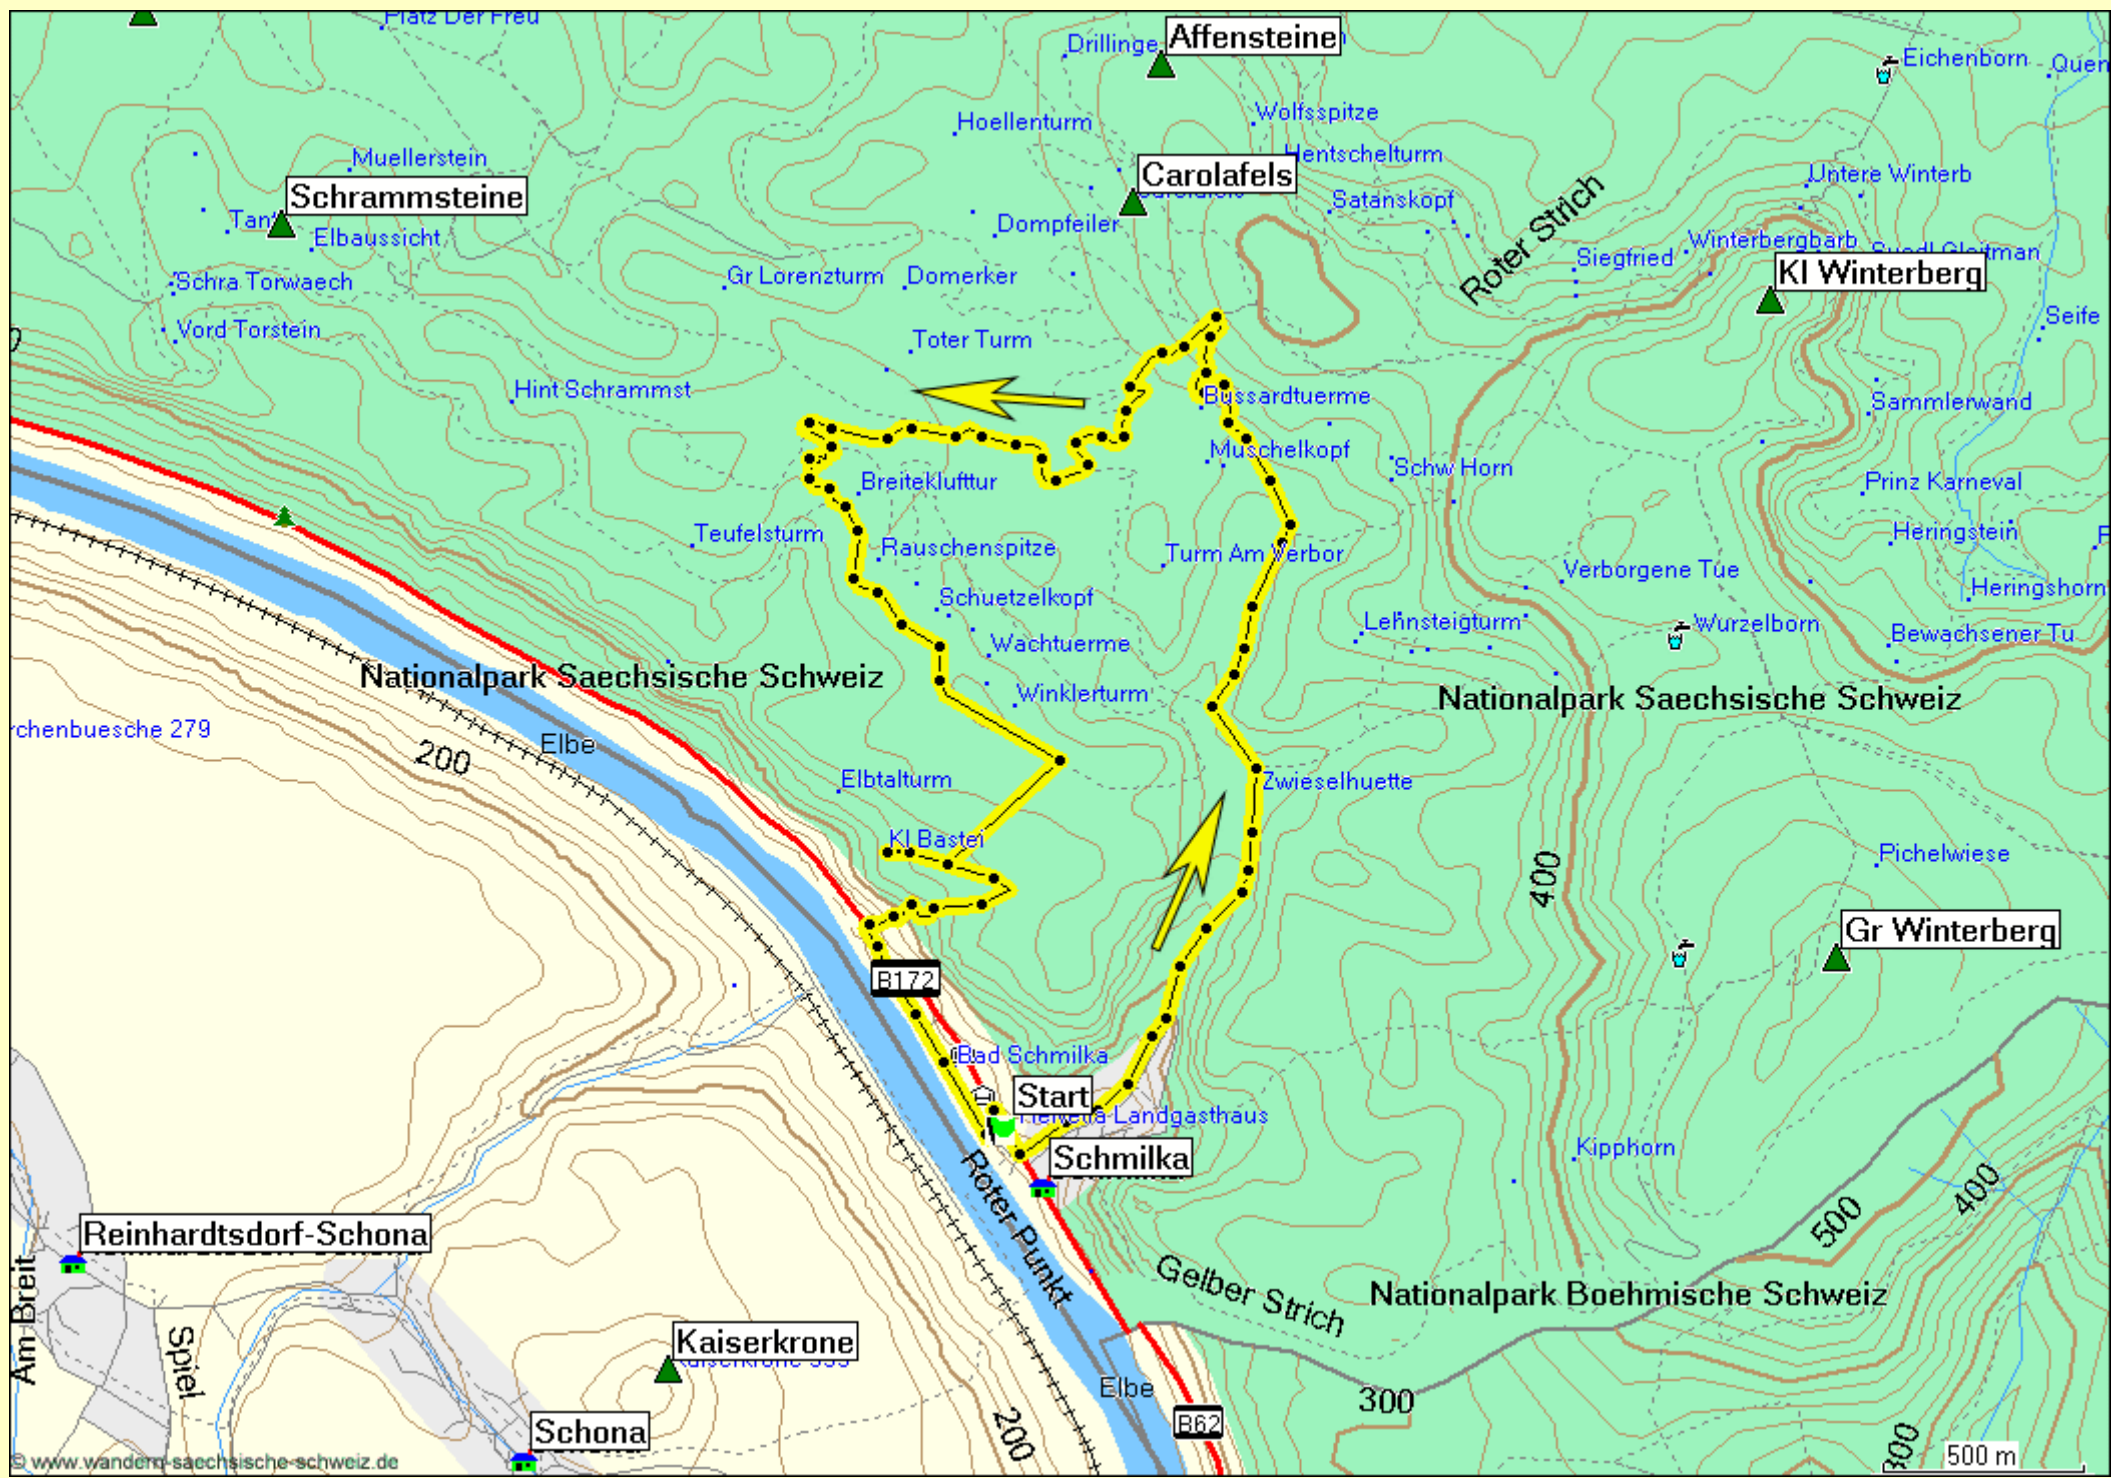 Platz Der Freu
Affensteine
Drillinge
Eichenborn
Quen
Wolfsspitze
Hoellenturm
Hentschelturm
Muellerstein
Carolafels
Untere Winterb
Schrammsteine
Satanskopf
Roter Strich
Dompfeiler
Elbaussicht
Winterbergbarb
Siegfried
Kl Winterberg
Schra Torwaech
Gr Lorenzturm
Domerker
Seife
Vord Torstein
Toter Turm
Hint Schrammst
Bussardtuerme
Sammlerwand
Muschelkopf
Schw Horn
Breiteklufttur
Prinz Karneval
Teufelsturm
Rauschenspitze
Turm Am Verbor
Heringstein
Verborgene Tue
Heringshorn
Schuetzelkopf
Lehnsteigturm
Wurzelborn
Bewachsener Tu
Wachtuerme
Nationalpark Saechsische Schweiz
Winklerturm
Nationalpark Saechsische Schweiz
rchenbuesche 279
200
Elbe
Elbtalturm
Zwieselhuette
Kl Bastei
400
Pichelwiese
Gr Winterberg
B172
Bad Schmilka
Start
Helvetia Landgasthaus
Schmilka
Kipphorn
Roter Punkt
400
500
Reinhardtsdorf-Schona
Am Breit
Gelber Strich
Nationalpark Boehmische Schweiz
Spiel
Kaiserkrone
Elbe
300
B62
200
Schona
300
500 m
© www.wandern-saechsische-schweiz.de